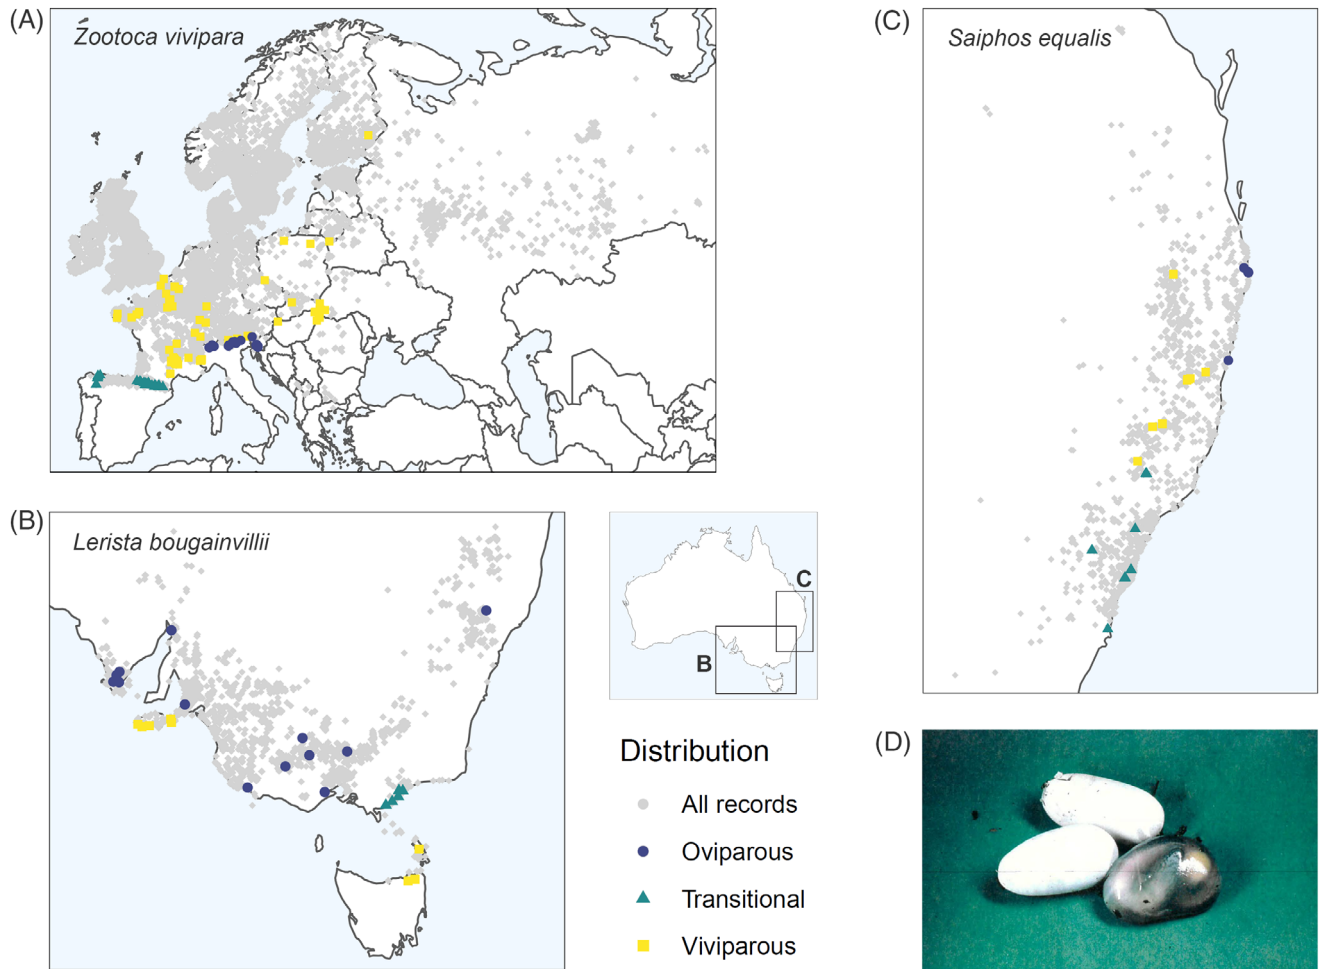 (A)
Zootoca vivipara
(C)
Saiphos equalis
(B)
Lerista bougainvillii
C
B
Distribution
All records
Oviparous
Transitional
Viviparous
(D)